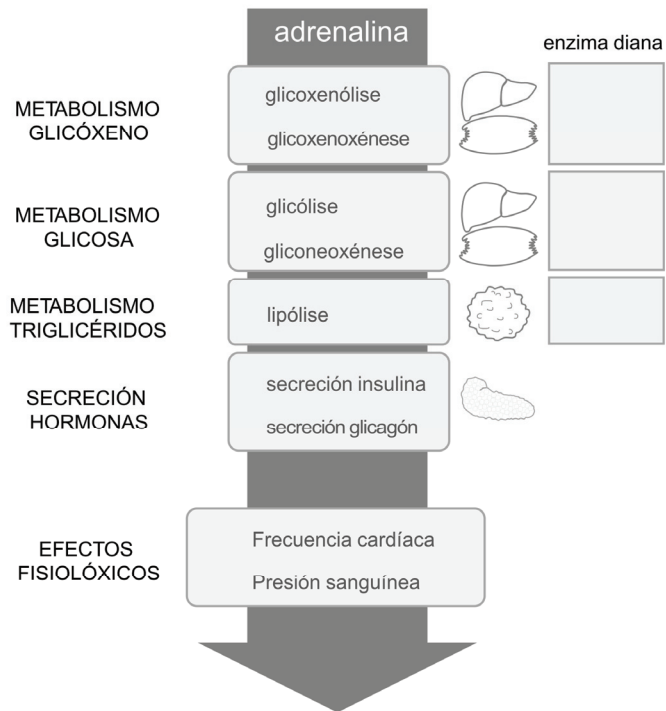 adrenalina
enzima diana
METABOLISMO
GLICÓXENO
glicoxenólise
glicoxenoxénese
METABOLISMO
GLICOSA
glicólise
gliconeoxénese
METABOLISMO
TRIGLICÉRIDOS
lipólise
SECRECIÓN
HORMONAS
secreción insulina
secreción glicagón
EFECTOS
FISIOLÓXICOS
Frecuencia cardíaca
Presión sanguínea